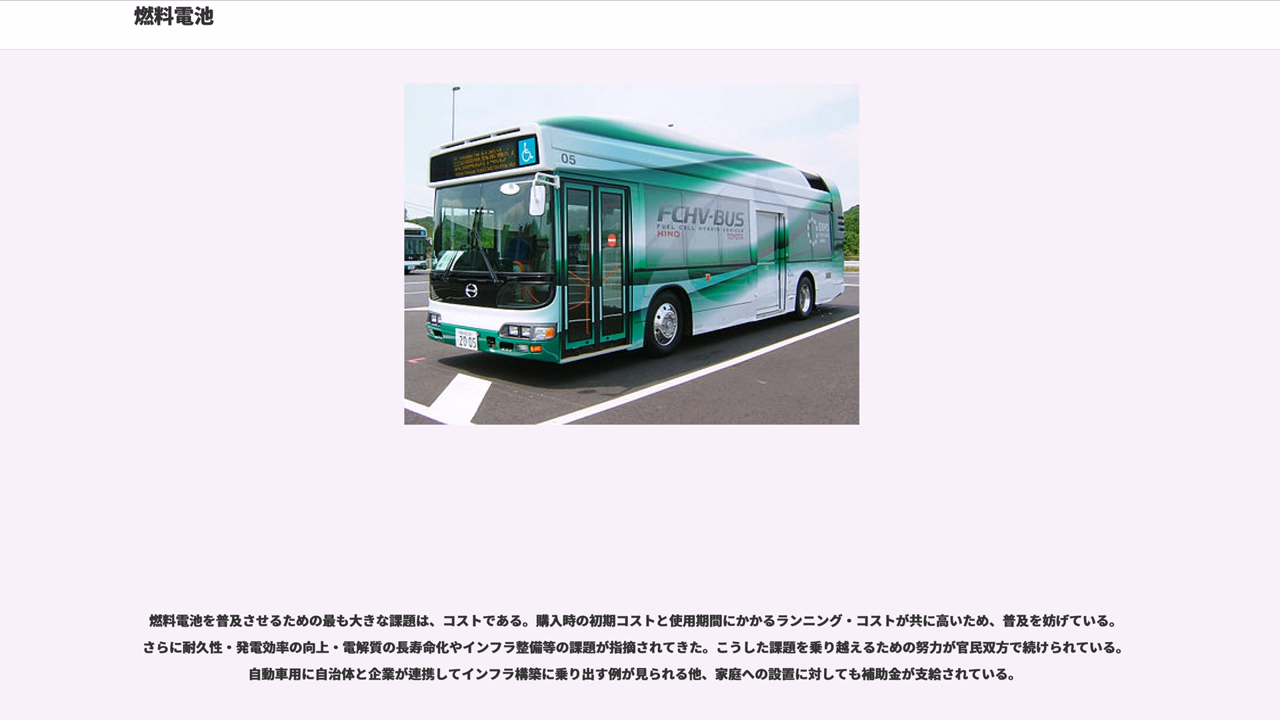 燃料電池
05
FCHV-BUS
FUEL CELL HYBRID VEHICLE
HINO TOYOTA
20 05
燃料電池を普及させるための最も大きな課題は、コストである。購入時の初期コストと使用期間にかかるランニング・コストが共に高いため、普及を妨げている。
さらに耐久性・発電効率の向上・電解質の長寿命化やインフラ整備等の課題が指摘されてきた。こうした課題を乗り越えるための努力が官民双方で続けられている。
自動車用に自治体と企業が連携してインフラ構築に乗り出す例が見られる他、家庭への設置に対しても補助金が支給されている。